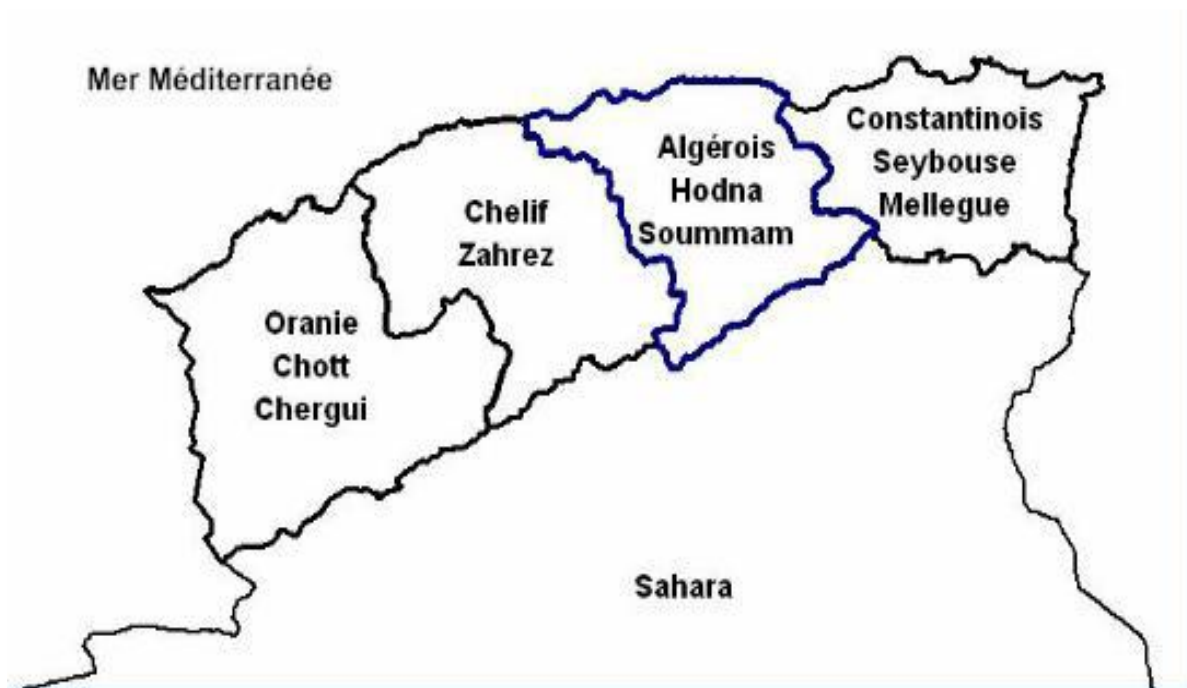 Mer Méditerranée
Constantinois
Seybouse
Mellegue
Algérois
Hodna
Soummam
Chelif
Zahrez
Oranie
Chott
Chergui
Sahara